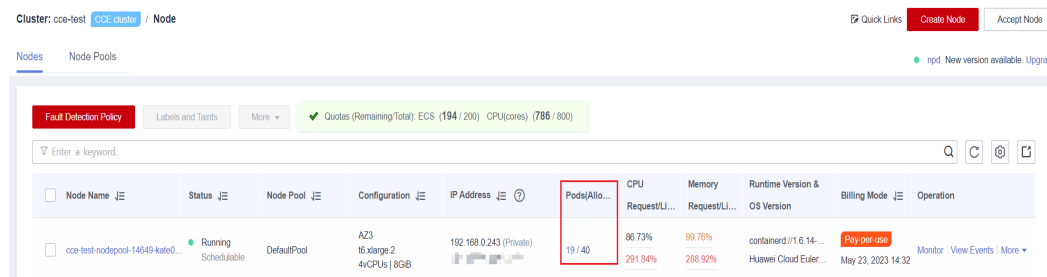 Cluster: cce-test CCE cluster / Node
Quick Links Create Node Accept Node
Nodes Node Pools
npd New version available. Upgra
Fault Detection Policy Labels and Taints More Quotas (Remaining/Total): ECS (194 / 200) CPU(cores) (786 / 800)
Enter a keyword.
Node Name Status Node Pool Configuration IP Address Pods(Allo... CPU Request/Li... Memory Request/Li... Runtime Version & OS Version Billing Mode Operation
cce-test-nodepool-14649-kate0... Running Schedulable DefaultPool AZ3 t6.xlarge.2 4vCPUs | 8GiB 192.168.0.243 (Private) 19 / 40 86.73% 291.84% 99.76% 288.92% containerd://1.6.14-... Huawei Cloud Euler... Pay-per-use May 23, 2023 14:32 Monitor View Events More